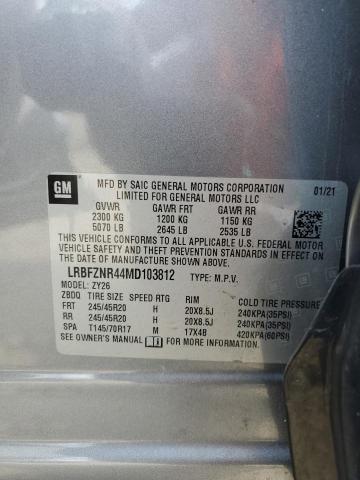 GM
MFD BY SAIC GENERAL MOTORS CORPORATION
LIMITED FOR GENERAL MOTORS LLC
01/21
GVWR GAWR FRT GAWR RR
2300 KG 1200 KG 1150 KG
5070 LB 2645 LB 2535 LB
THIS VEHICLE CONFORMS TO ALL APPLICABLE U.S. FEDERAL MOTOR
VEHICLE SAFETY AND THEFT PREVENTION STANDARDS IN EFFECT ON
THE DATE OF MANUFACTURE SHOWN ABOVE.
LRBFZNR44MD103812 TYPE: M.P.V.
MODEL: ZY26
ZBDQ TIRE SIZE SPEED RTG RIM COLD TIRE PRESSURE
FRT 245/45R20 H 20X8.5J 240KPA(35PSI)
RR 245/45R20 H 20X8.5J 240KPA(35PSI)
SPA T145/70R17 M 17X4B 420KPA(60PSI)
SEE OWNER'S MANUAL FOR MORE INFORMATION.